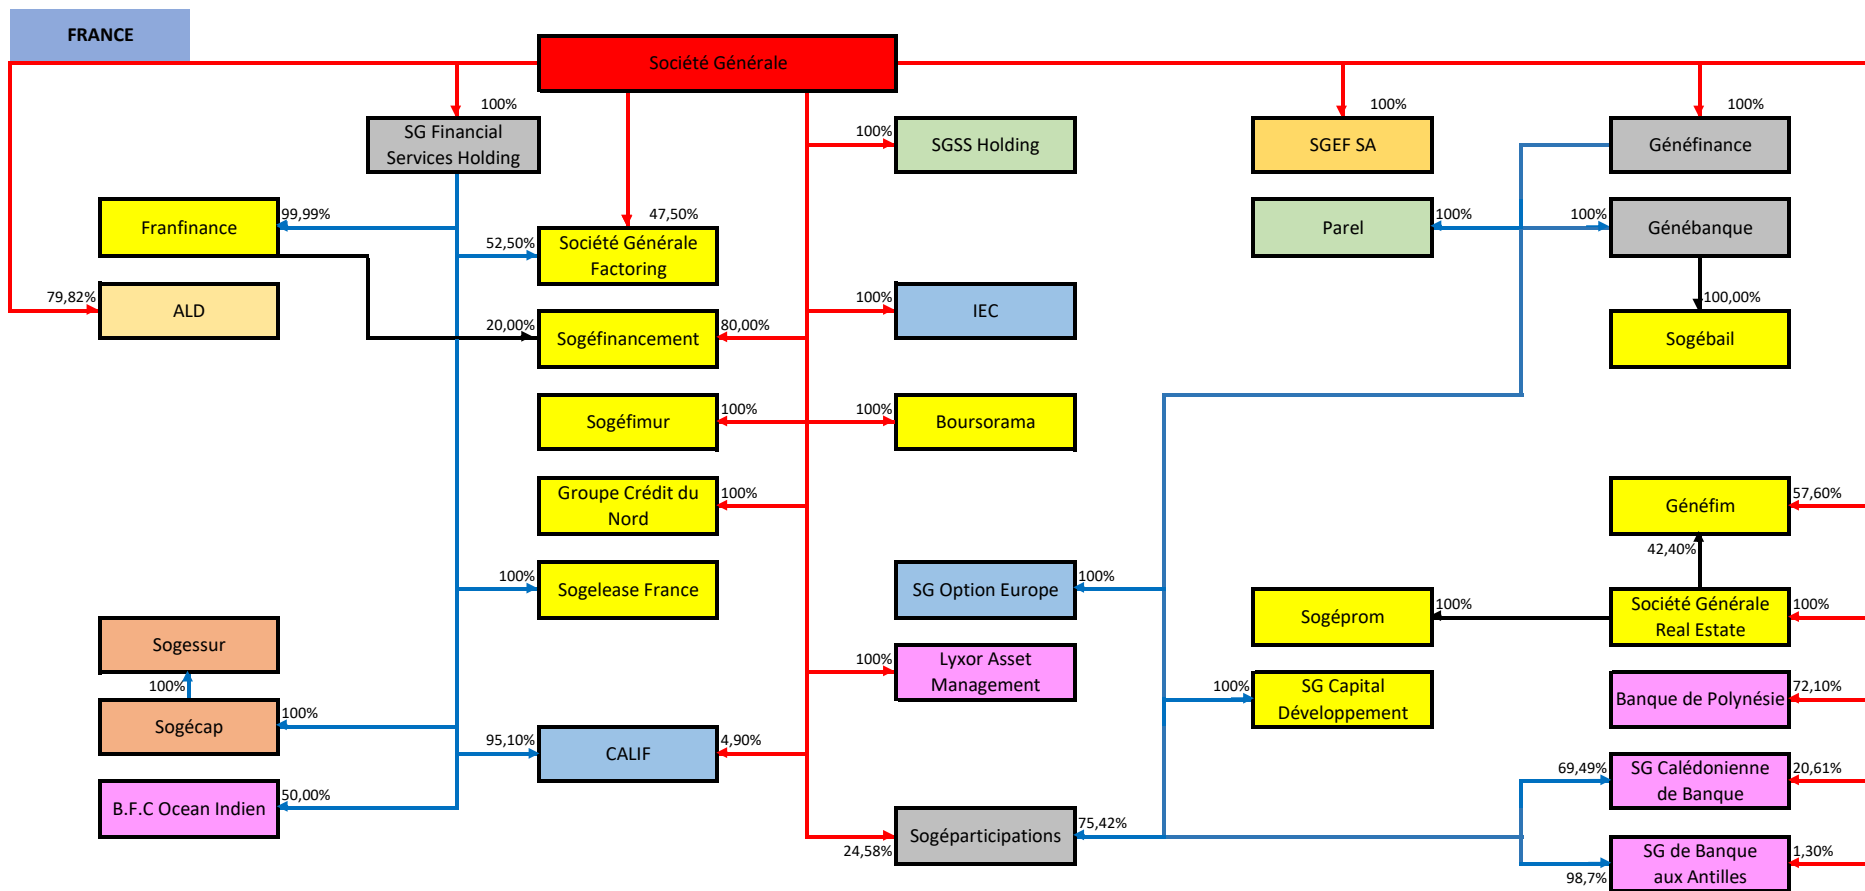 FRANCE
Société Générale
100%
SG Financial
Services Holding
100%
SGSS Holding
100%
SGEF SA
100%
Généfinance
Franfinance
99,99%
47,50%
52,50%
Société Générale
Factoring
Parel
100%
100%
Génébanque
79,82%
ALD
20,00%
Sogéfinancement
80,00%
100%
IEC
100,00%
Sogébail
Sogéfimur
100%
100%
Boursorama
Groupe Crédit du
Nord
100%
Généfim
57,60%
42,40%
100%
Sogelease France
SG Option Europe
100%
Sogéprom
100%
Société Générale
Real Estate
100%
Sogessur
100%
Sogécap
100%
100%
Lyxor Asset
Management
100%
SG Capital
Développement
Banque de Polynésie
72,10%
95,10%
CALIF
4,90%
69,49%
SG Calédonienne
de Banque
20,61%
B.F.C Ocean Indien
50,00%
24,58%
Sogéparticipations
75,42%
98,7%
SG de Banque
aux Antilles
1,30%